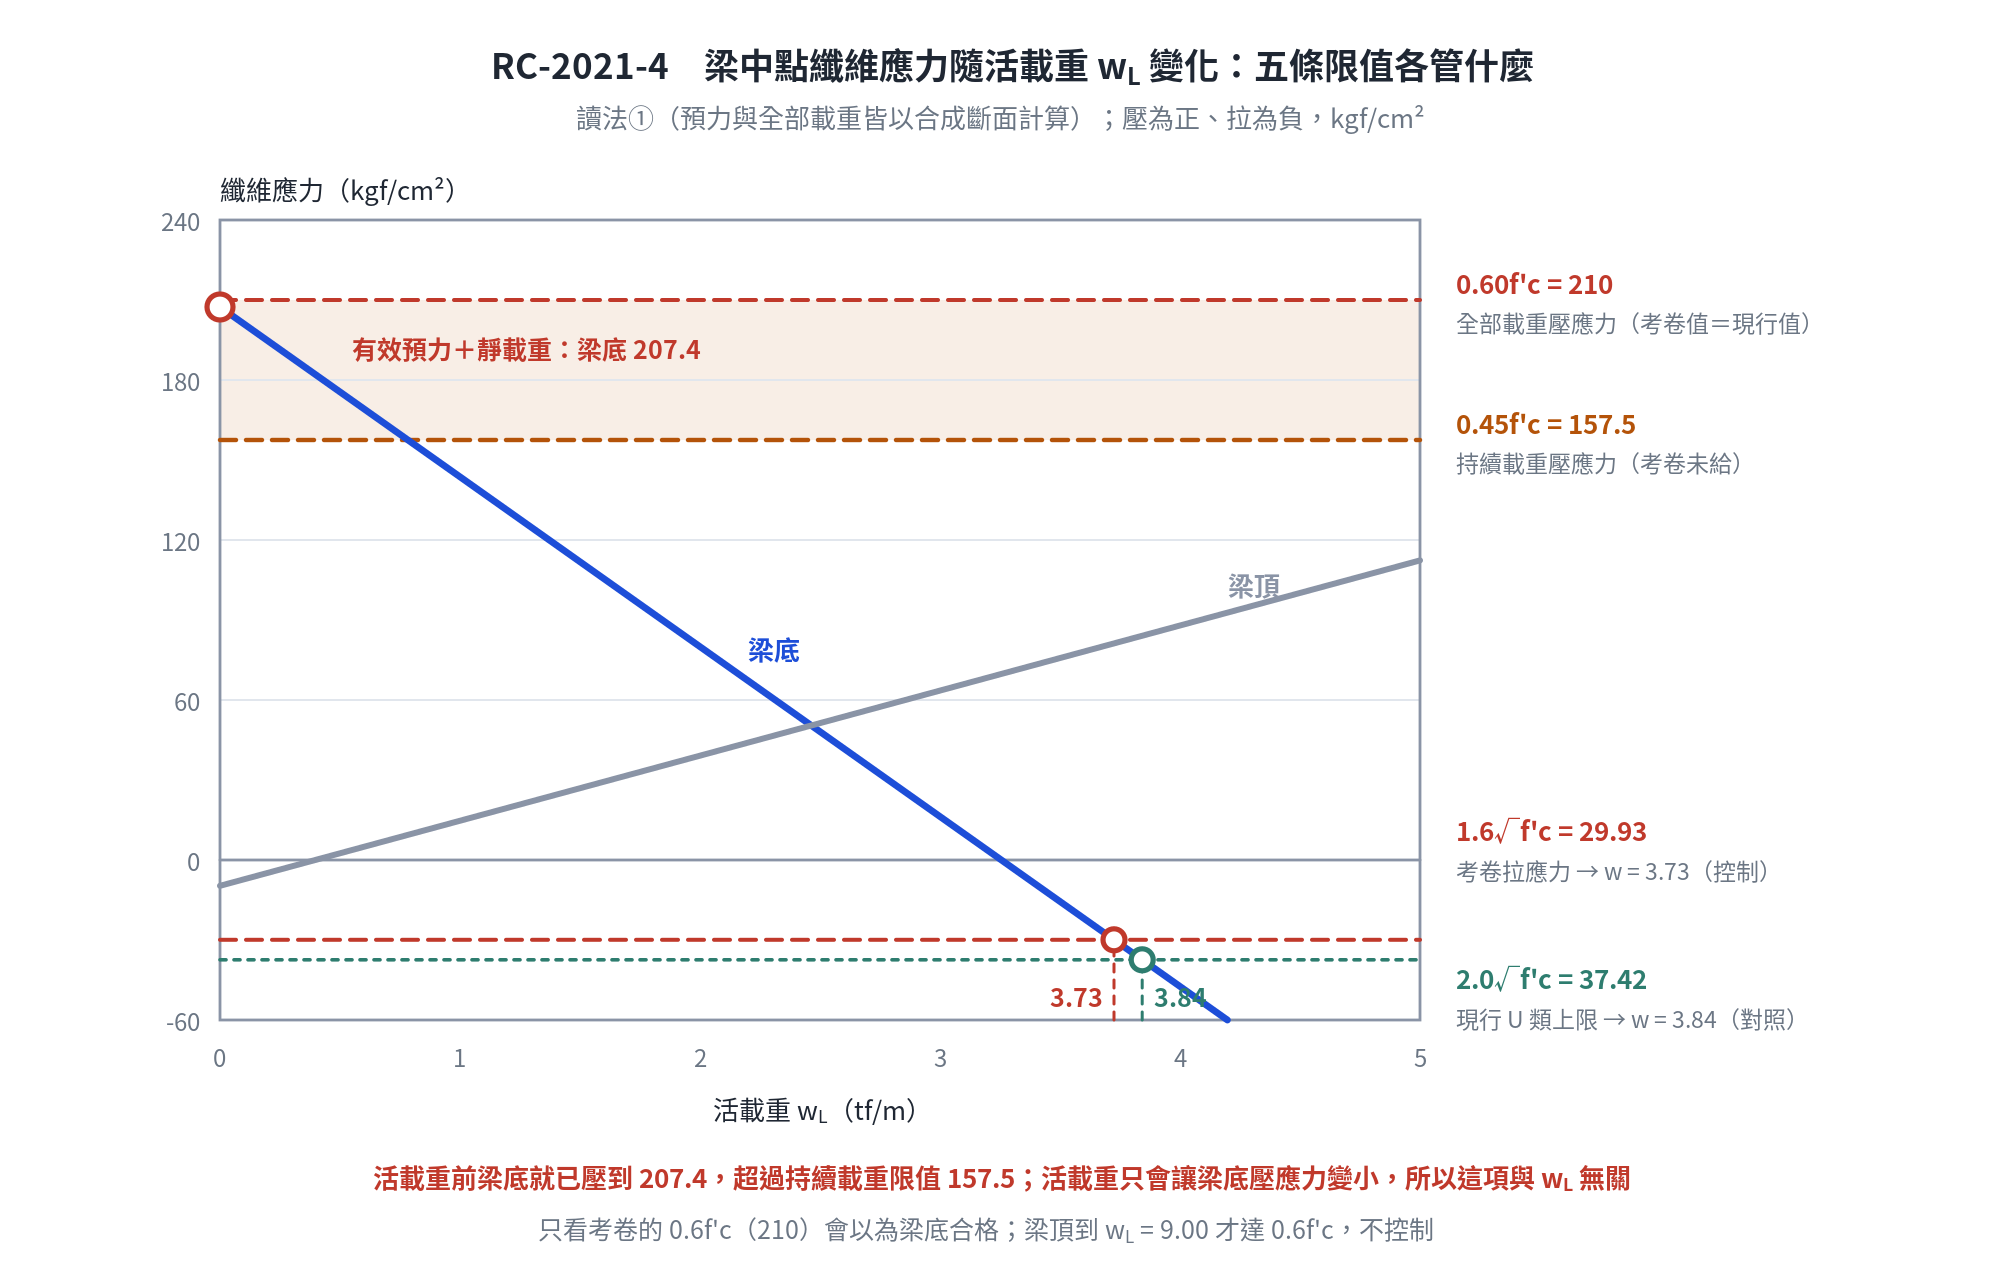 RC-2021-4　梁中點纖維應力隨活載重 wL 變化：五條限值各管什麼
讀法①（預力與全部載重皆以合成斷面計算）；壓為正、拉為負，kgf/cm²
纖維應力（kgf/cm²）
240
180
120
60
0
-60
0.60f'c = 210
全部載重壓應力（考卷值＝現行值）
有效預力＋靜載重：梁底 207.4
0.45f'c = 157.5
持續載重壓應力（考卷未給）
梁頂
梁底
1.6√f'c = 29.93
考卷拉應力 → w = 3.73（控制）
2.0√f'c = 37.42
現行 U 類上限 → w = 3.84（對照）
3.73
3.84
0
1
2
3
4
5
活載重 wL（tf/m）
活載重前梁底就已壓到 207.4，超過持續載重限值 157.5；活載重只會讓梁底壓應力變小，所以這項與 wL 無關
只看考卷的 0.6f'c（210）會以為梁底合格；梁頂到 wL = 9.00 才達 0.6f'c，不控制